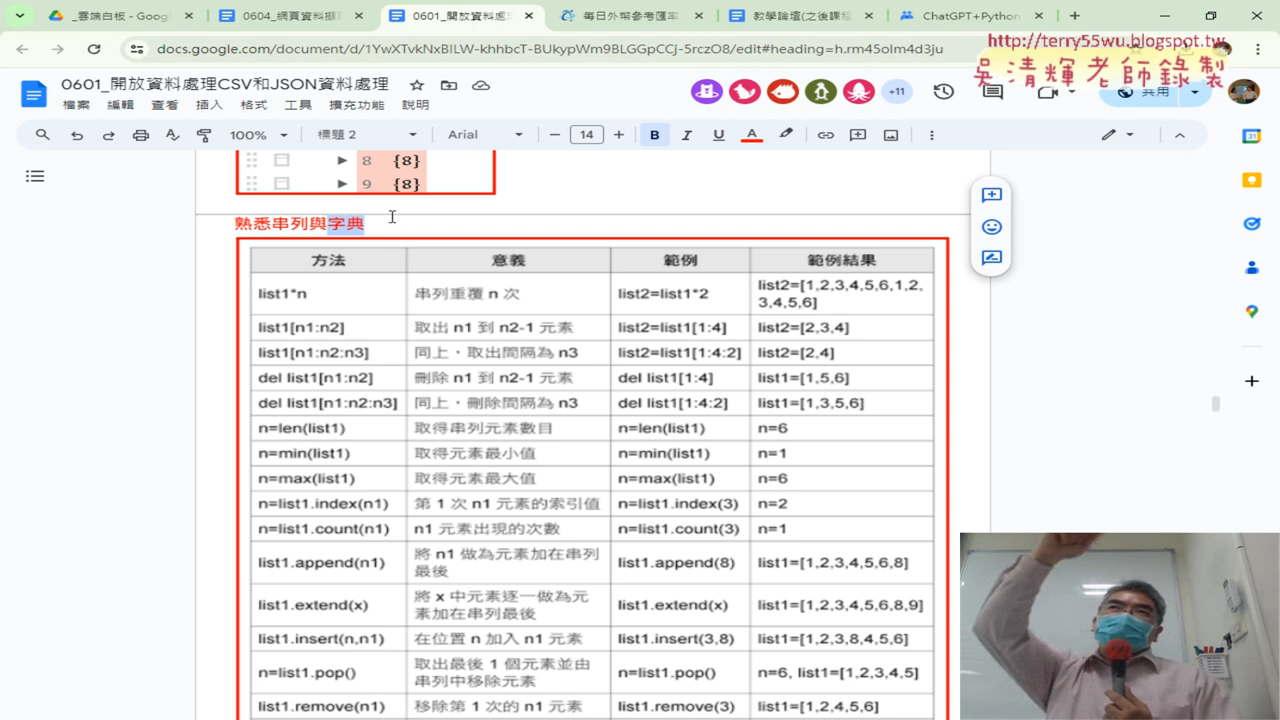 _雲端白板 - Goog
0604_網頁資料擷
0601_開放資料處
每日外幣參考匯率
教學論壇(之後課程
ChatGPT+Python
docs.google.com/document/d/1YwXTvkNxBILW-khhbcT-BUkypWm9BLGGpCCj-5rczO8/edit#heading=h.rm45olm4d3ju
http://terry55wu.blogspot.tw
吳清輝老師錄製
0601_開放資料處理CSV和JSON資料處理
+11
共用
檔案 編輯 查看 插入 格式 工具 擴充功能 說明
100% 標題 2 Arial 14 B I U A
8 {8}
9 {8}
熟悉串列與字典
方法 意義 範例 範例結果
list1*n 串列重覆 n 次 list2=list1*2 list2=[1,2,3,4,5,6,1,2,
3,4,5,6]
list1[n1:n2] 取出 n1 到 n2-1 元素 list2=list1[1:4] list2=[2,3,4]
list1[n1:n2:n3] 同上，取出間隔為 n3 list2=list1[1:4:2] list2=[2,4]
del list1[n1:n2] 刪除 n1 到 n2-1 元素 del list1[1:4] list1=[1,5,6]
del list1[n1:n2:n3] 同上，刪除間隔為 n3 del list1[1:4:2] list1=[1,3,5,6]
n=len(list1) 取得串列元素數目 n=len(list1) n=6
n=min(list1) 取得元素最小值 n=min(list1) n=1
n=max(list1) 取得元素最大值 n=max(list1) n=6
n=list1.index(n1) 第 1 次 n1 元素的索引值 n=list1.index(3) n=2
n=list1.count(n1) n1 元素出現的次數 n=list1.count(3) n=1
list1.append(n1) 將 n1 做為元素加在串列
最後 list1.append(8) list1=[1,2,3,4,5,6,8]
list1.extend(x) 將 x 中元素逐一做為元
素加在串列最後 list1.extend(x) list1=[1,2,3,4,5,6,8,9]
list1.insert(n,n1) 在位置 n 加入 n1 元素 list1.insert(3,8) list1=[1,2,3,8,4,5,6]
n=list1.pop() 取出最後 1 個元素並由
串列中移除元素 n=list1.pop() n=6, list1=[1,2,3,4,5]
list1.remove(n1) 移除第 1 次的 n1 元素 list1.remove(3) list1=[1,2,4,5,6]